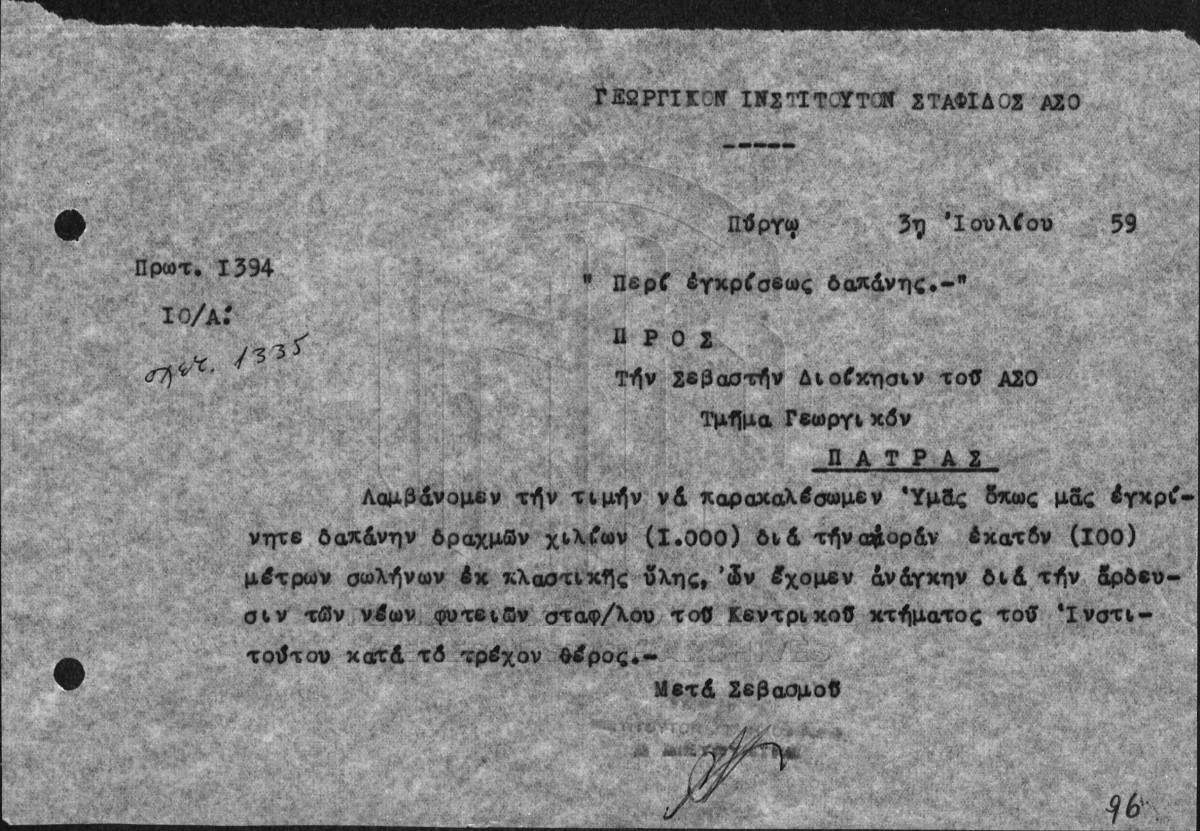 ΓΕΩΡΓΙΚΟΝ ΙΝΣΤΙΤΟΥΤΟΝ ΣΤΑΦΙΔΟΣ ΑΣΟ
-----
Πύργῳ 3η Ἰουλίου 59
Πρωτ. I394
" Περί ἐγκρίσεως δαπάνης.-"
IO/Α:
Π Ρ Ο Σ
σχετ. 1335
Τήν Σεβαστήν Διοίκησιν τοῦ ΑΣΟ
Τμῆμα Γεωργικόν
Π Α Τ Ρ Α Σ
Λαμβάνομεν τήν τιμήν νά παρακαλέσωμεν Ὑμᾶς ὅπως μᾶς ἐγκρί-
νητε δαπάνην δραχμῶν χιλίων (I.000) διά τήν ἀγοράν ἑκατόν (I00)
μέτρων σωλήνων ἐκ πλαστικῆς ὕλης, ὧν ἔχομεν ἀνάγκην διά τήν ἄρδευ-
σιν τῶν νέων φυτειῶν σταφ/λου τοῦ Κεντρικοῦ κτήματος τοῦ Ἰνστι-
τούτου κατά τό τρέχον θέρος.-
Μετά Σεβασμοῦ
96